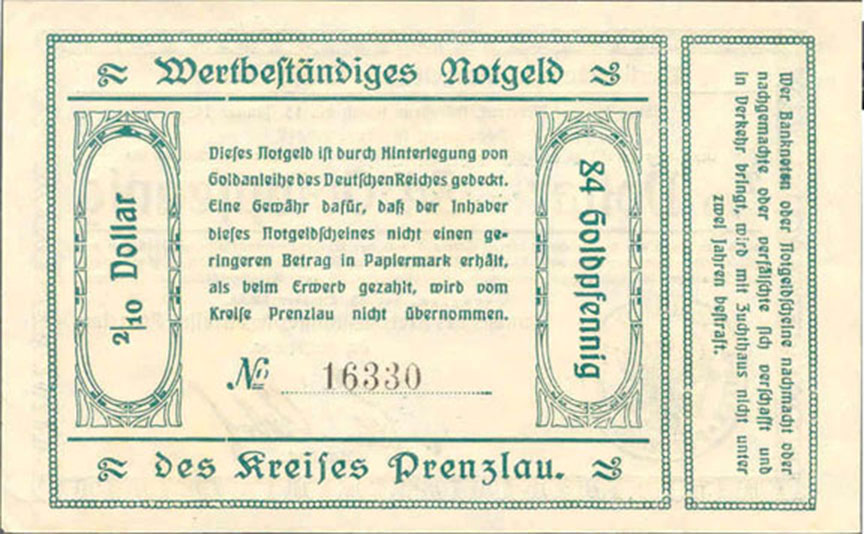 Wertbeständiges Notgeld
2/10 Dollar
Dieses Notgeld ist durch Hinterlegung von
Goldanleihe des Deutschen Reiches gedeckt.
Eine Gewähr dafür, daß der Inhaber
dieses Notgeldscheines nicht einen ge-
ringeren Betrag in Papiermark erhält,
als beim Erwerb gezahlt, wird vom
Kreise Prenzlau nicht übernommen.
No 16330
84 Goldpfennig
des Kreises Prenzlau.
Wer Banknoten oder Notgeldscheine nachmacht oder
nachgemachte oder verfälschte sich verschafft und
in Verkehr bringt, wird mit Zuchthaus nicht unter
zwei Jahren bestraft.